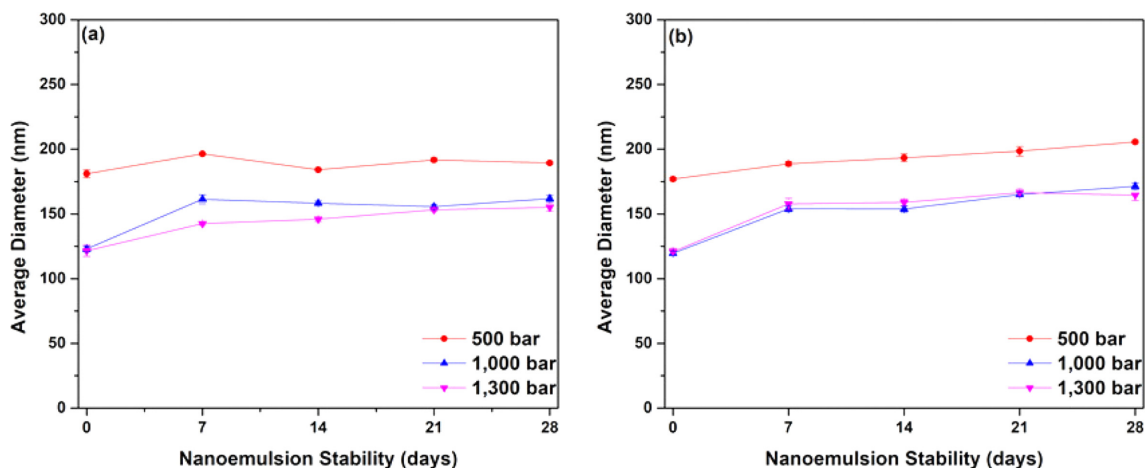 (a)
300
250
200
150
100
50
0
Average Diameter (nm)
500 bar
1,000 bar
1,300 bar
0 7 14 21 28
Nanoemulsion Stability (days)
(b)
300
250
200
150
100
50
0
Average Diameter (nm)
500 bar
1,000 bar
1,300 bar
0 7 14 21 28
Nanoemulsion Stability (days)